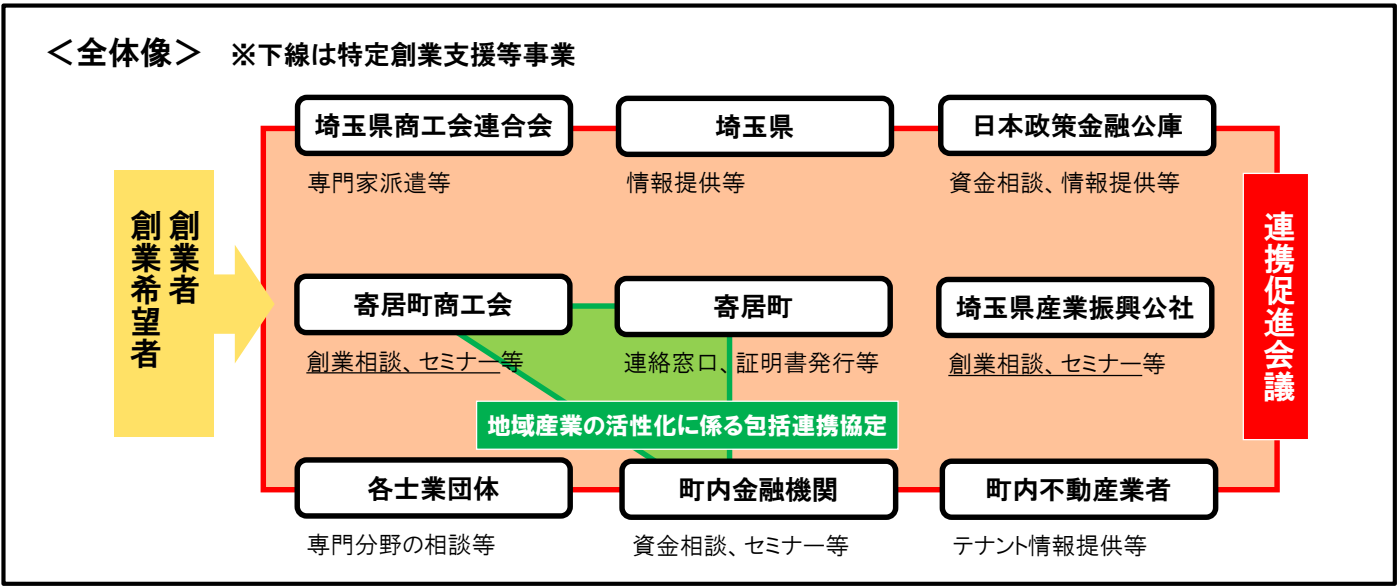 ＜全体像＞ ※下線は特定創業支援等事業
埼玉県商工会連合会
専門家派遣等
埼玉県
情報提供等
日本政策金融公庫
資金相談、情報提供等
創業者
創業希望者
連携促進会議
寄居町商工会
創業相談、セミナー等
寄居町
連絡窓口、証明書発行等
埼玉県産業振興公社
創業相談、セミナー等
地域産業の活性化に係る包括連携協定
各士業団体
専門分野の相談等
町内金融機関
資金相談、セミナー等
町内不動産業者
テナント情報提供等